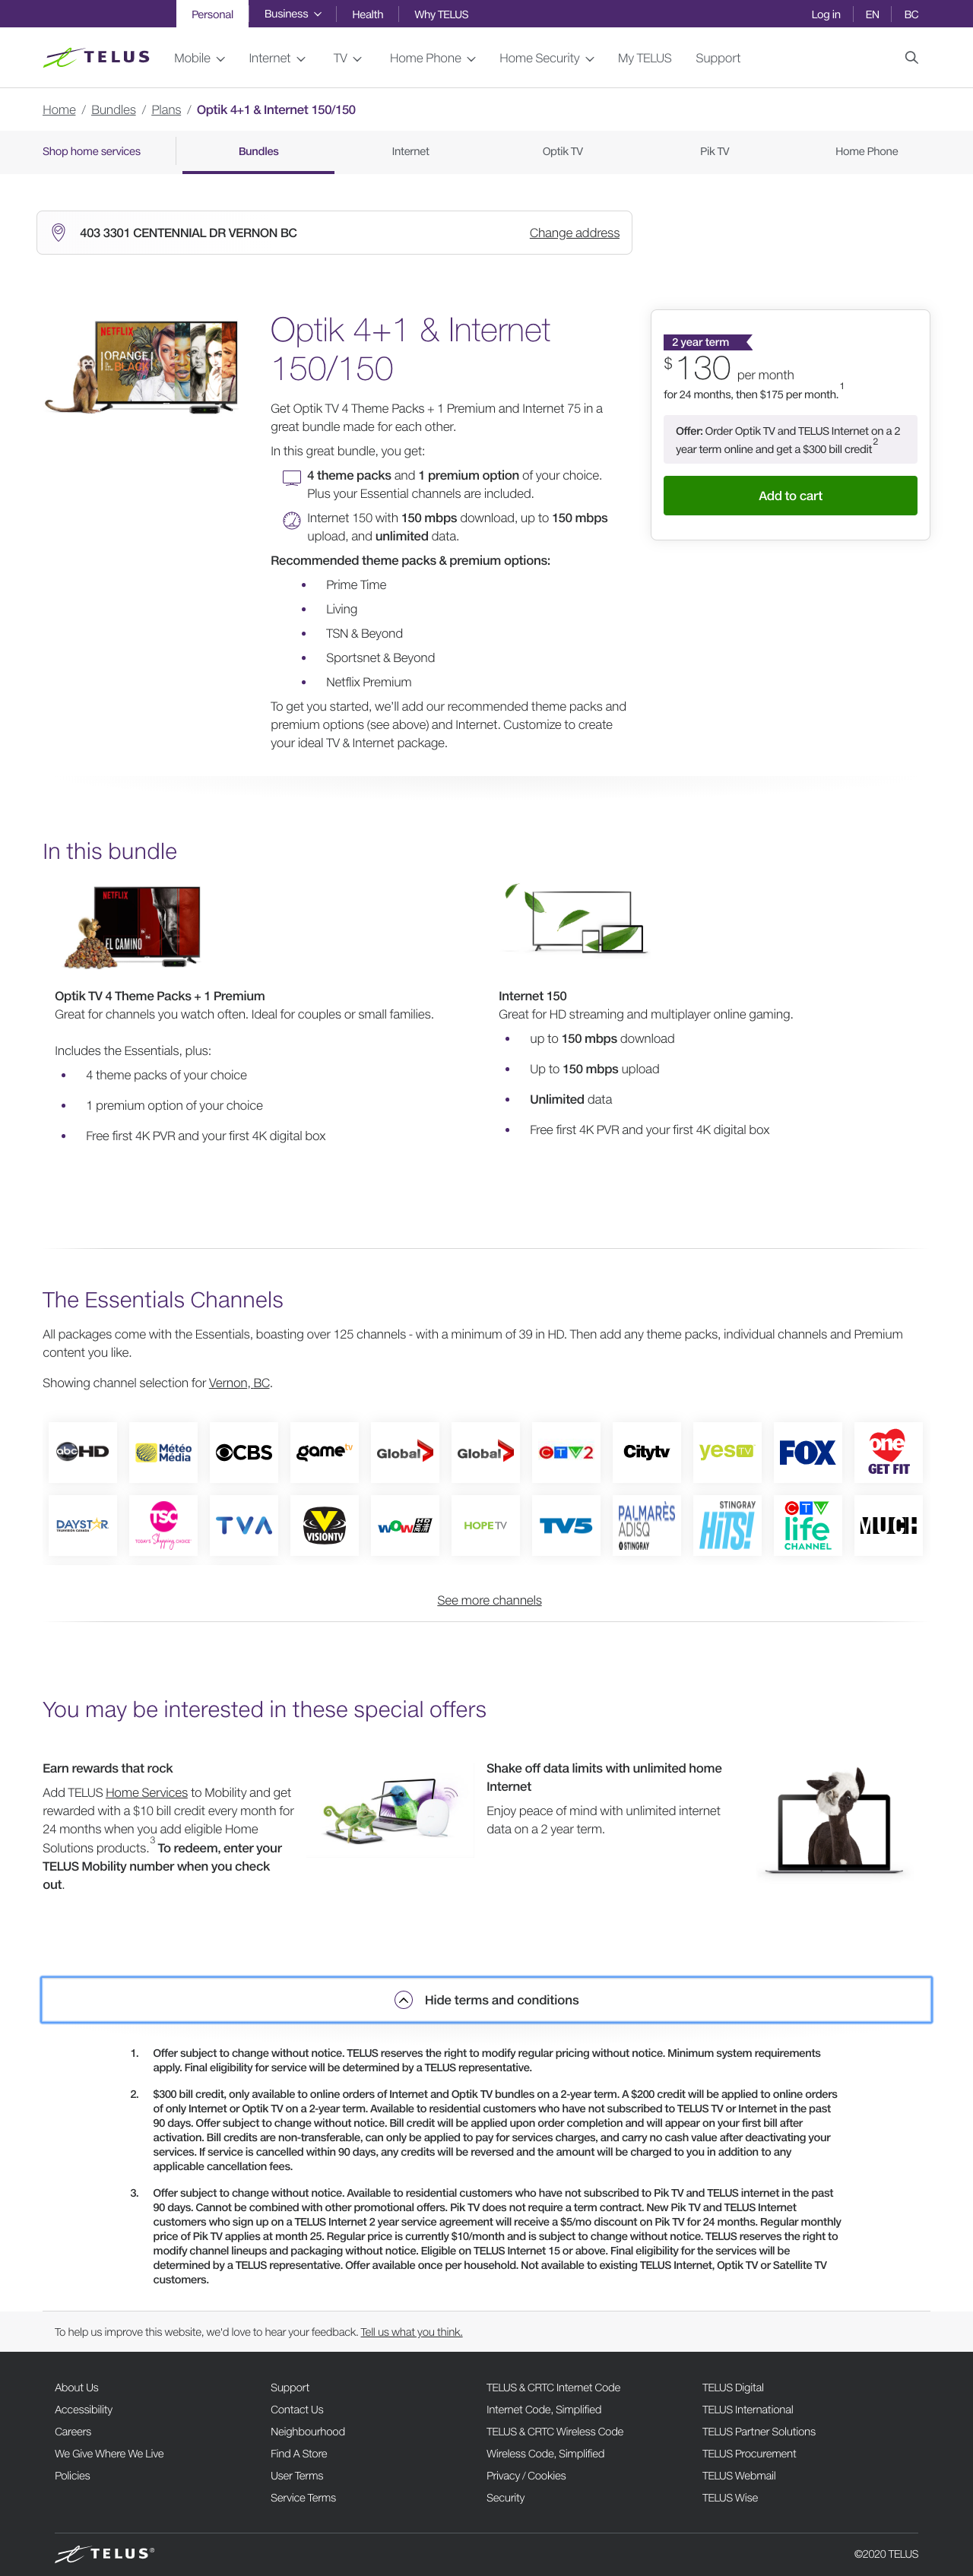 Personal Business Health Why TELUS Log in EN BC
TELUS Mobile Internet TV Home Phone Home Security My TELUS Support
Home / Bundles / Plans / Optik 4+1 & Internet 150/150
Shop home services Bundles Internet Optik TV Pik TV Home Phone
403 3301 CENTENNIAL DR VERNON BC Change address
NETFLIX
ORANGE
is the new
BLACK
Optik 4+1 & Internet
150/150
Get Optik TV 4 Theme Packs + 1 Premium and Internet 75 in a
great bundle made for each other.
In this great bundle, you get:
4 theme packs and 1 premium option of your choice.
Plus your Essential channels are included.
Internet 150 with 150 mbps download, up to 150 mbps
upload, and unlimited data.
Recommended theme packs & premium options:
• Prime Time
• Living
• TSN & Beyond
• Sportsnet & Beyond
• Netflix Premium
To get you started, we'll add our recommended theme packs and
premium options (see above) and Internet. Customize to create
your ideal TV & Internet package.
2 year term
$130 per month
for 24 months, then $175 per month.1
Offer: Order Optik TV and TELUS Internet on a 2
year term online and get a $300 bill credit2
Add to cart
In this bundle
NETFLIX
EL CAMINO
Optik TV 4 Theme Packs + 1 Premium
Great for channels you watch often. Ideal for couples or small families.
Includes the Essentials, plus:
• 4 theme packs of your choice
• 1 premium option of your choice
• Free first 4K PVR and your first 4K digital box
Internet 150
Great for HD streaming and multiplayer online gaming.
• up to 150 mbps download
• Up to 150 mbps upload
• Unlimited data
• Free first 4K PVR and your first 4K digital box
The Essentials Channels
All packages come with the Essentials, boasting over 125 channels - with a minimum of 39 in HD. Then add any theme packs, individual channels and Premium
content you like.
Showing channel selection for Vernon, BC.
abc HD Météo Média CBS gametv Global Global CTV2 Citytv yes TV FOX one GET FIT
DAYSTAR TELEVISION CANADA TSC TODAY'S Shopping CHOICE TVA VISIONTV WOW HD HOPE TV TV5 PALMARÈS ADISQ STINGRAY STINGRAY HiTS! CTV life CHANNEL MUCH
See more channels
You may be interested in these special offers
Earn rewards that rock
Add TELUS Home Services to Mobility and get
rewarded with a $10 bill credit every month for
24 months when you add eligible Home
Solutions products.3 To redeem, enter your
TELUS Mobility number when you check
out.
Shake off data limits with unlimited home
Internet
Enjoy peace of mind with unlimited internet
data on a 2 year term.
Hide terms and conditions
1. Offer subject to change without notice. TELUS reserves the right to modify regular pricing without notice. Minimum system requirements
apply. Final eligibility for service will be determined by a TELUS representative.
2. $300 bill credit, only available to online orders of Internet and Optik TV bundles on a 2-year term. A $200 credit will be applied to online orders
of only Internet or Optik TV on a 2-year term. Available to residential customers who have not subscribed to TELUS TV or Internet in the past
90 days. Offer subject to change without notice. Bill credit will be applied upon order completion and will appear on your first bill after
activation. Bill credits are non-transferable, can only be applied to pay for services charges, and carry no cash value after deactivating your
services. If service is cancelled within 90 days, any credits will be reversed and the amount will be charged to you in addition to any
applicable cancellation fees.
3. Offer subject to change without notice. Available to residential customers who have not subscribed to Pik TV and TELUS internet in the past
90 days. Cannot be combined with other promotional offers. Pik TV does not require a term contract. New Pik TV and TELUS Internet
customers who sign up on a TELUS Internet 2 year service agreement will receive a $5/mo discount on Pik TV for 24 months. Regular monthly
price of Pik TV applies at month 25. Regular price is currently $10/month and is subject to change without notice. TELUS reserves the right to
modify channel lineups and packaging without notice. Eligible on TELUS Internet 15 or above. Final eligibility for the services will be
determined by a TELUS representative. Offer available once per household. Not available to existing TELUS Internet, Optik TV or Satellite TV
customers.
To help us improve this website, we'd love to hear your feedback. Tell us what you think.
About Us Support TELUS & CRTC Internet Code TELUS Digital
Accessibility Contact Us Internet Code, Simplified TELUS International
Careers Neighbourhood TELUS & CRTC Wireless Code TELUS Partner Solutions
We Give Where We Live Find A Store Wireless Code, Simplified TELUS Procurement
Policies User Terms Privacy / Cookies TELUS Webmail
Service Terms Security TELUS Wise
TELUS® ©2020 TELUS